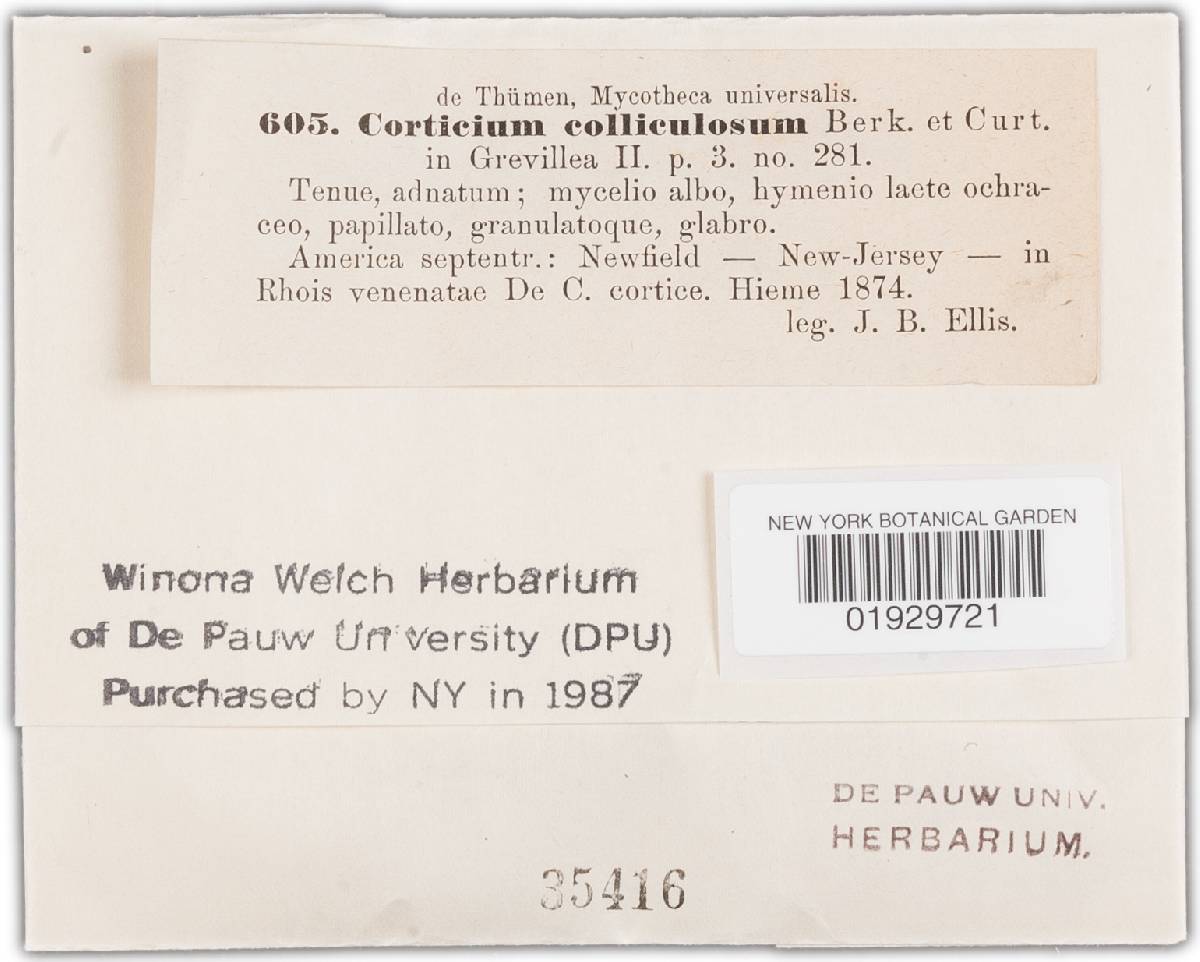 de Thümen, Mycotheca universalis.
605. Corticium colliculosum Berk. et Curt.
in Grevillea II. p. 3. no. 281.
Tenue, adnatum; mycelio albo, hymenio laete ochra-
ceo, papillato, granulatoque, glabro.
America septentr.: Newfield — New-Jersey — in
Rhois venenatae De C. cortice. Hieme 1874.
leg. J. B. Ellis.
NEW YORK BOTANICAL GARDEN
01929721
Winona Welch Herbarium
of De Pauw University (DPU)
Purchased by NY in 1987
DE PAUW UNIV.
HERBARIUM.
35416